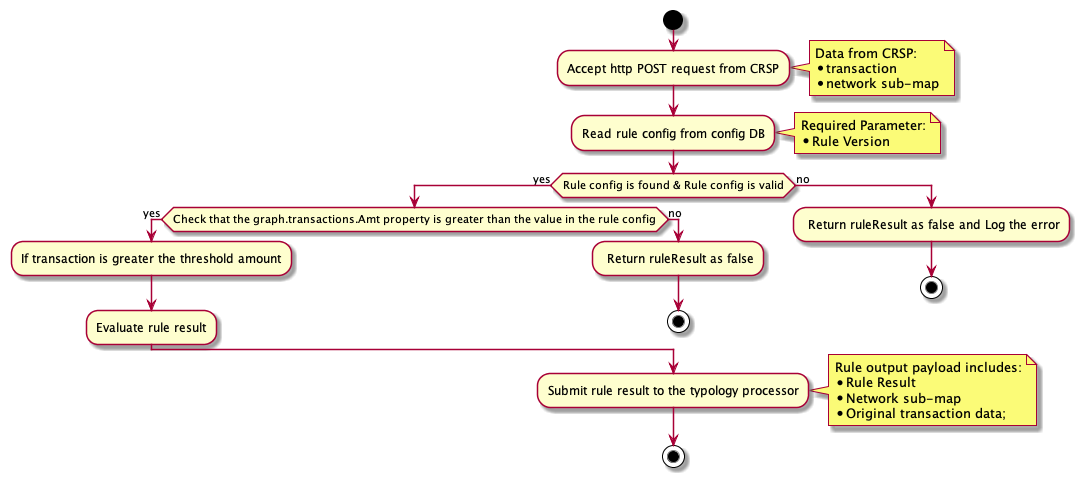 Accept http POST request from CRSP
Data from CRSP:
•transaction
•network sub-map
Read rule config from config DB
Required Parameter:
•Rule Version
yes
Rule config is found & Rule config is valid
no
yes
Check that the graph.transactions.Amt property is greater than the value in the rule config
no
Return ruleResult as false and Log the error
If transaction is greater the threshold amount
Return ruleResult as false
Evaluate rule result
Submit rule result to the typology processor
Rule output payload includes:
•Rule Result
•Network sub-map
•Original transaction data;